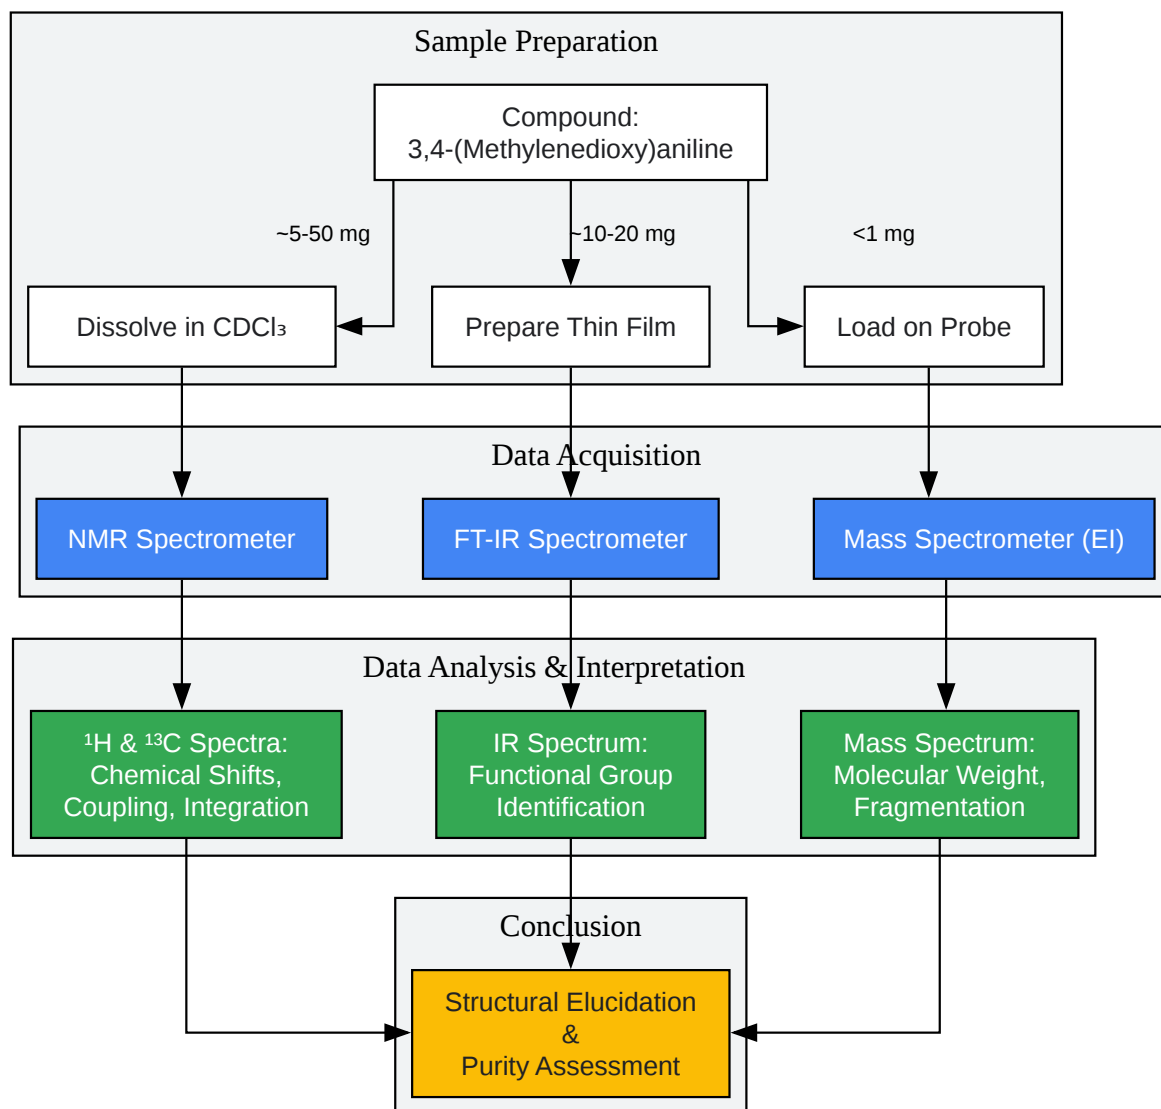 Sample Preparation
Compound:
3,4-(Methylenedioxy)aniline
~5-50 mg
~10-20 mg
<1 mg
Dissolve in CDCl₃
Prepare Thin Film
Load on Probe
Data Acquisition
NMR Spectrometer
FT-IR Spectrometer
Mass Spectrometer (EI)
Data Analysis & Interpretation
¹H & ¹³C Spectra:
Chemical Shifts,
Coupling, Integration
IR Spectrum:
Functional Group
Identification
Mass Spectrum:
Molecular Weight,
Fragmentation
Conclusion
Structural Elucidation
&
Purity Assessment